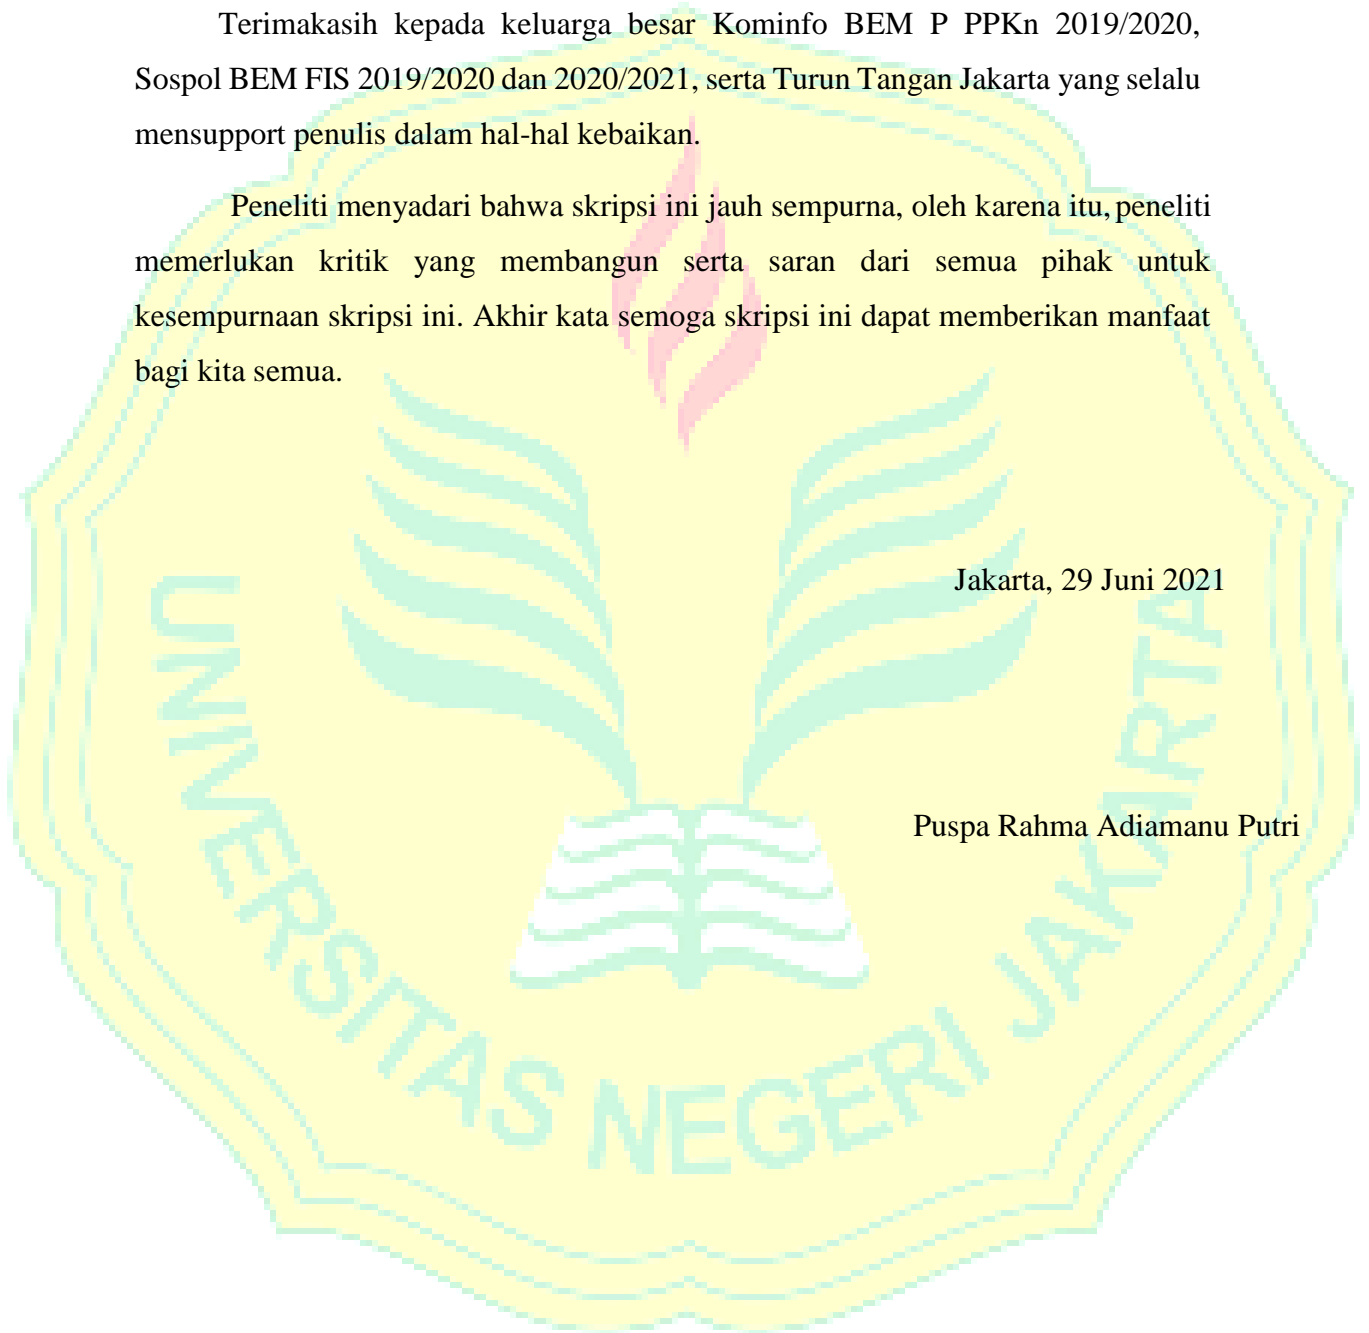 Terimakasih kepada keluarga besar Kominfo BEM P PPKn 2019/2020,
Sospol BEM FIS 2019/2020 dan 2020/2021, serta Turun Tangan Jakarta yang selalu
mensupport penulis dalam hal-hal kebaikan.
Peneliti menyadari bahwa skripsi ini jauh sempurna, oleh karena itu, peneliti
memerlukan kritik yang membangun serta saran dari semua pihak untuk
kesempurnaan skripsi ini. Akhir kata semoga skripsi ini dapat memberikan manfaat
bagi kita semua.
Jakarta, 29 Juni 2021
Puspa Rahma Adiamanu Putri
UNIVERSITAS NEGERI JAKARTA